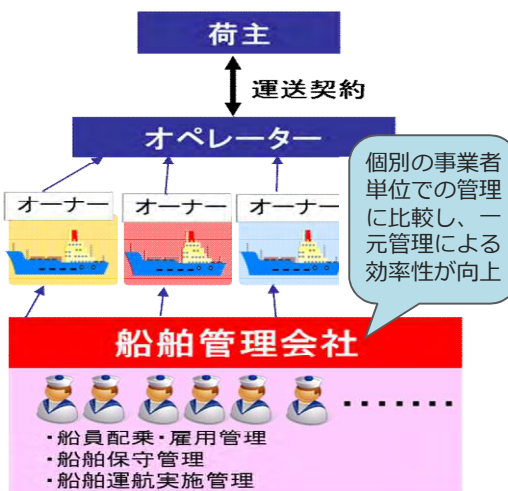 荷主
運送契約
オペレーター
オーナー オーナー オーナー
個別の事業者
単位での管理
に比較し、一
元管理による
効率性が向上
船舶管理会社
・・・・・・・
・船員配乗・雇用管理
・船舶保守管理
・船舶運航実施管理